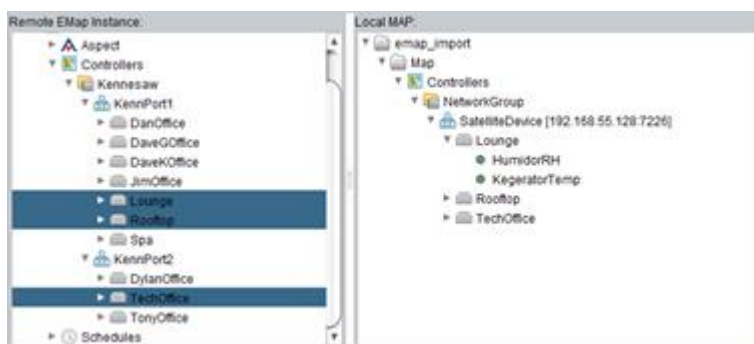 Remote EMap Instance:
Aspect
Controllers
Kennesaw
KennPort1
DanOffice
DaveGOffice
DaveKOffice
JimOffice
Lounge
Rooftop
Spa
KennPort2
DylanOffice
TechOffice
TonyOffice
Schedules
Local MAP:
emap_import
Map
Controllers
NetworkGroup
SatelliteDevice [192.168.55.128:7226]
Lounge
HumidorRH
KegeratorTemp
Rooftop
TechOffice